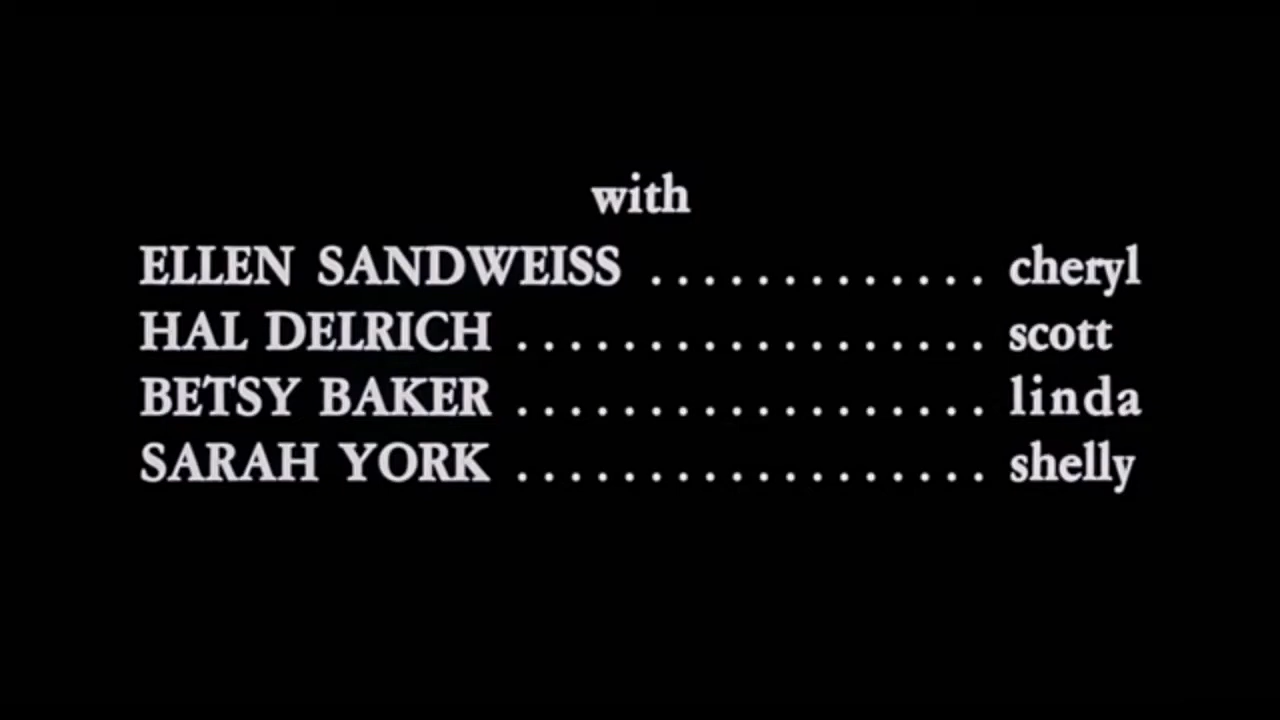 with
ELLEN SANDWEISS ............. cheryl
HAL DELRICH .................. scott
BETSY BAKER .................. linda
SARAH YORK .................. shelly